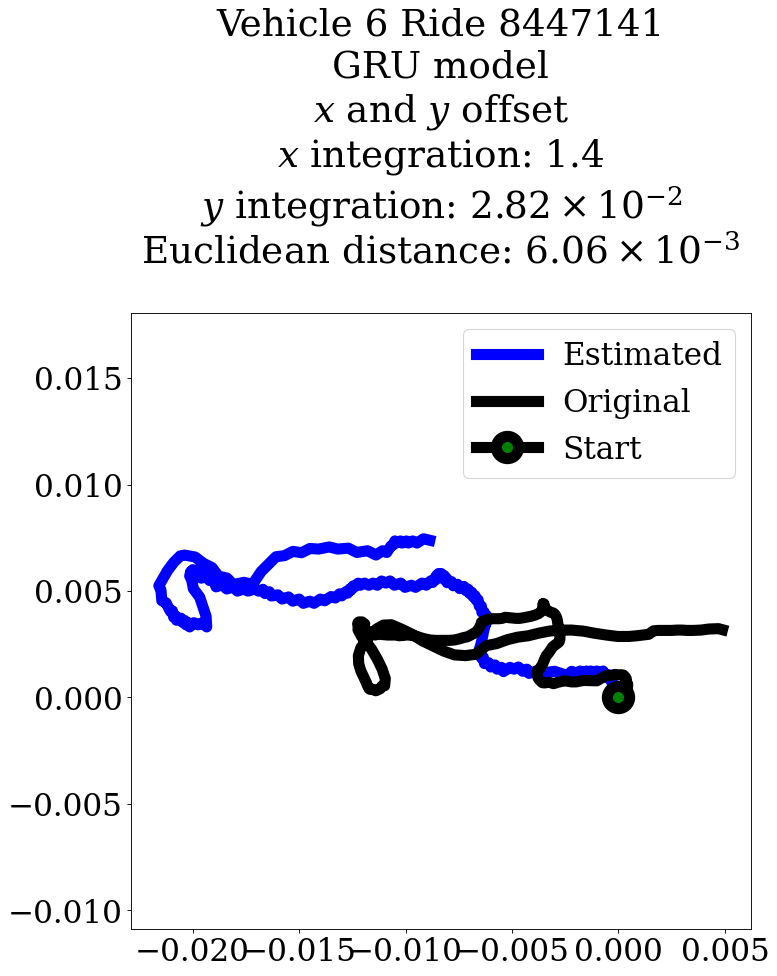 Vehicle 6 Ride 8447141
GRU model
x and y offset
x integration: 1.4
y integration: 2.82 × 10⁻²
Euclidean distance: 6.06 × 10⁻³
Estimated
Original
Start
0.015
0.010
0.005
0.000
−0.005
−0.010
−0.020 −0.015 −0.010 −0.005 0.000 0.005